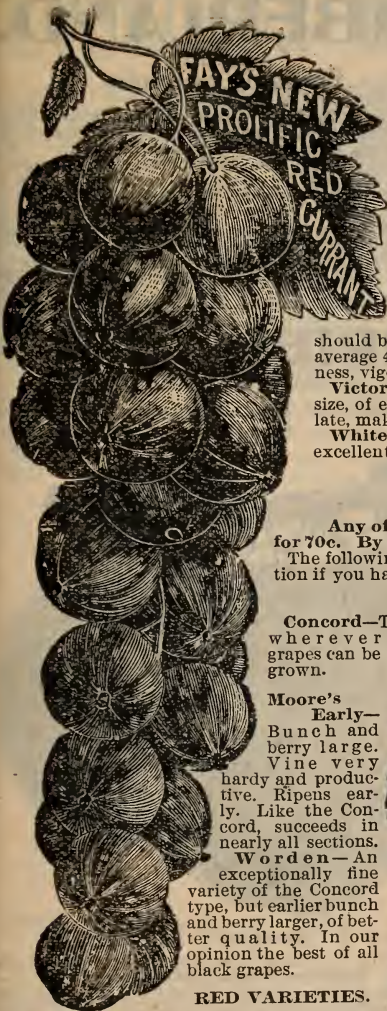 FAY'S NEW
PROLIFIC
RED
CURRANT
should b
average 4
ness, vig
Victor
size, of e
late, mak
White
excellent
Any of
for 70c. By
The followin
tion if you ha
Concord—T
wherever
grapes can be
grown.
Moore's
Early—
Bunch and
berry large.
Vine very
hardy and produc-
tive. Ripens ear-
ly. Like the Con-
cord, succeeds in
nearly all sections.
Worden—An
exceptionally fine
variety of the Concord
type, but earlier bunch
and berry larger, of bet-
ter quality. In our
opinion the best of all
black grapes.
RED VARIETIES.